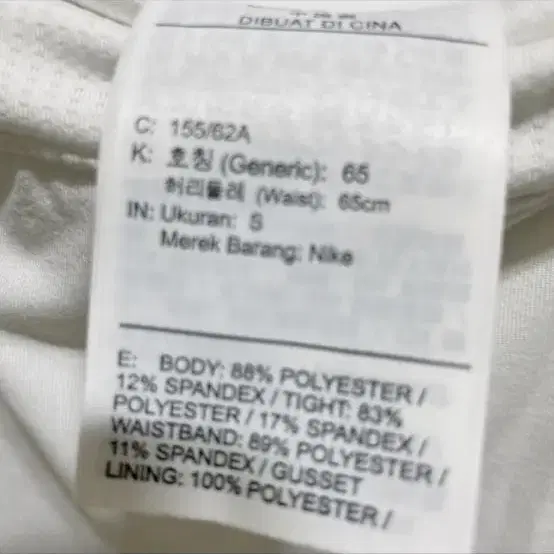 DIBUAT DI CINA
C: 155/62A
K: 호칭 (Generic): 65
허리둘레 (Waist): 65cm
IN: Ukuran: S
Merek Barang: Nike
E: BODY: 88% POLYESTER /
12% SPANDEX / TIGHT: 83%
POLYESTER / 17% SPANDEX /
WAISTBAND: 89% POLYESTER /
11% SPANDEX / GUSSET
LINING: 100% POLYESTER /